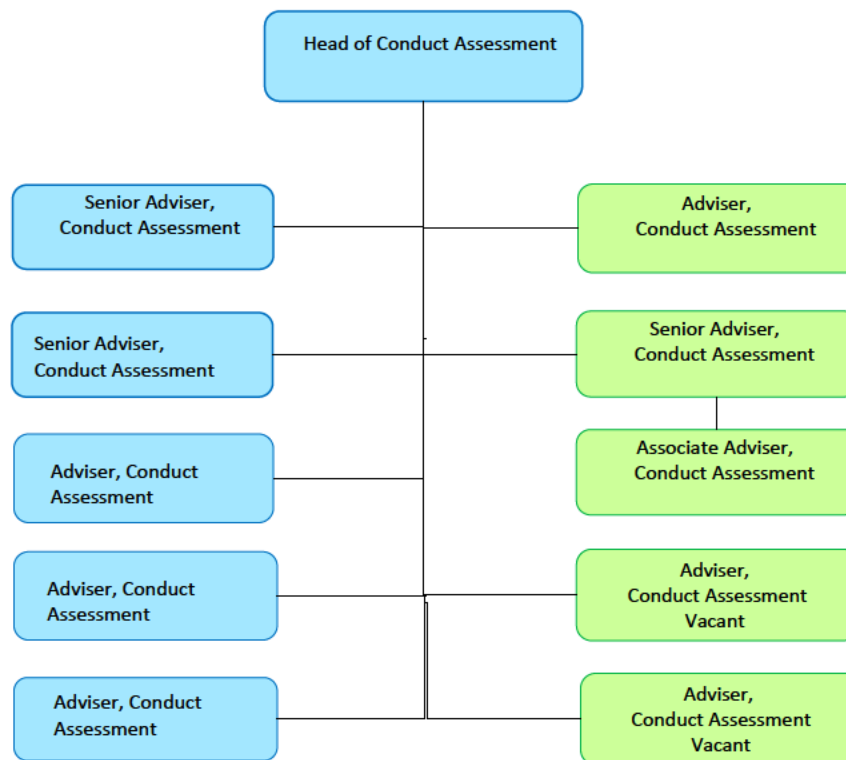 Head of Conduct Assessment
Senior Adviser,
Conduct Assessment
Adviser,
Conduct Assessment
Senior Adviser,
Conduct Assessment
Senior Adviser,
Conduct Assessment
Adviser, Conduct
Assessment
Associate Adviser,
Conduct Assessment
Adviser, Conduct
Assessment
Adviser,
Conduct Assessment
Vacant
Adviser, Conduct
Assessment
Adviser,
Conduct Assessment
Vacant